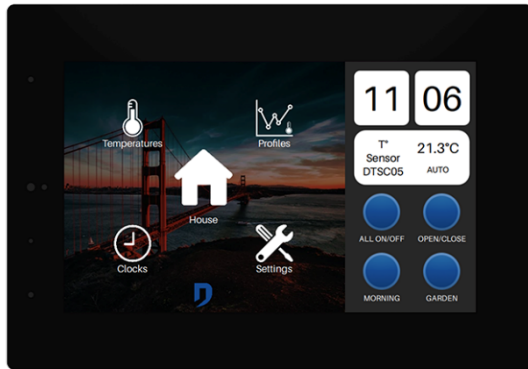 Temperatures
Profiles
House
Clocks
Settings
11 06
T°
Sensor
DTSC05
21.3°C
AUTO
ALL ON/OFF
OPEN/CLOSE
MORNING
GARDEN